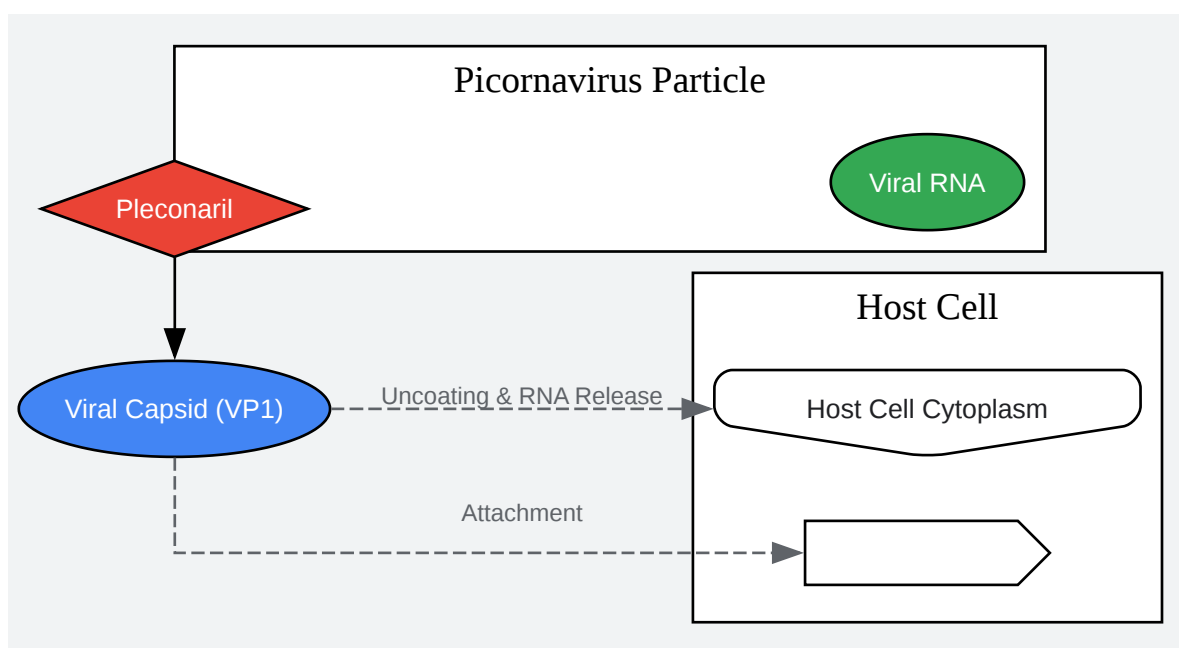 Picornavirus Particle
Viral RNA
Pleconaril
Host Cell
Uncoating & RNA Release
Viral Capsid (VP1)
Host Cell Cytoplasm
Attachment